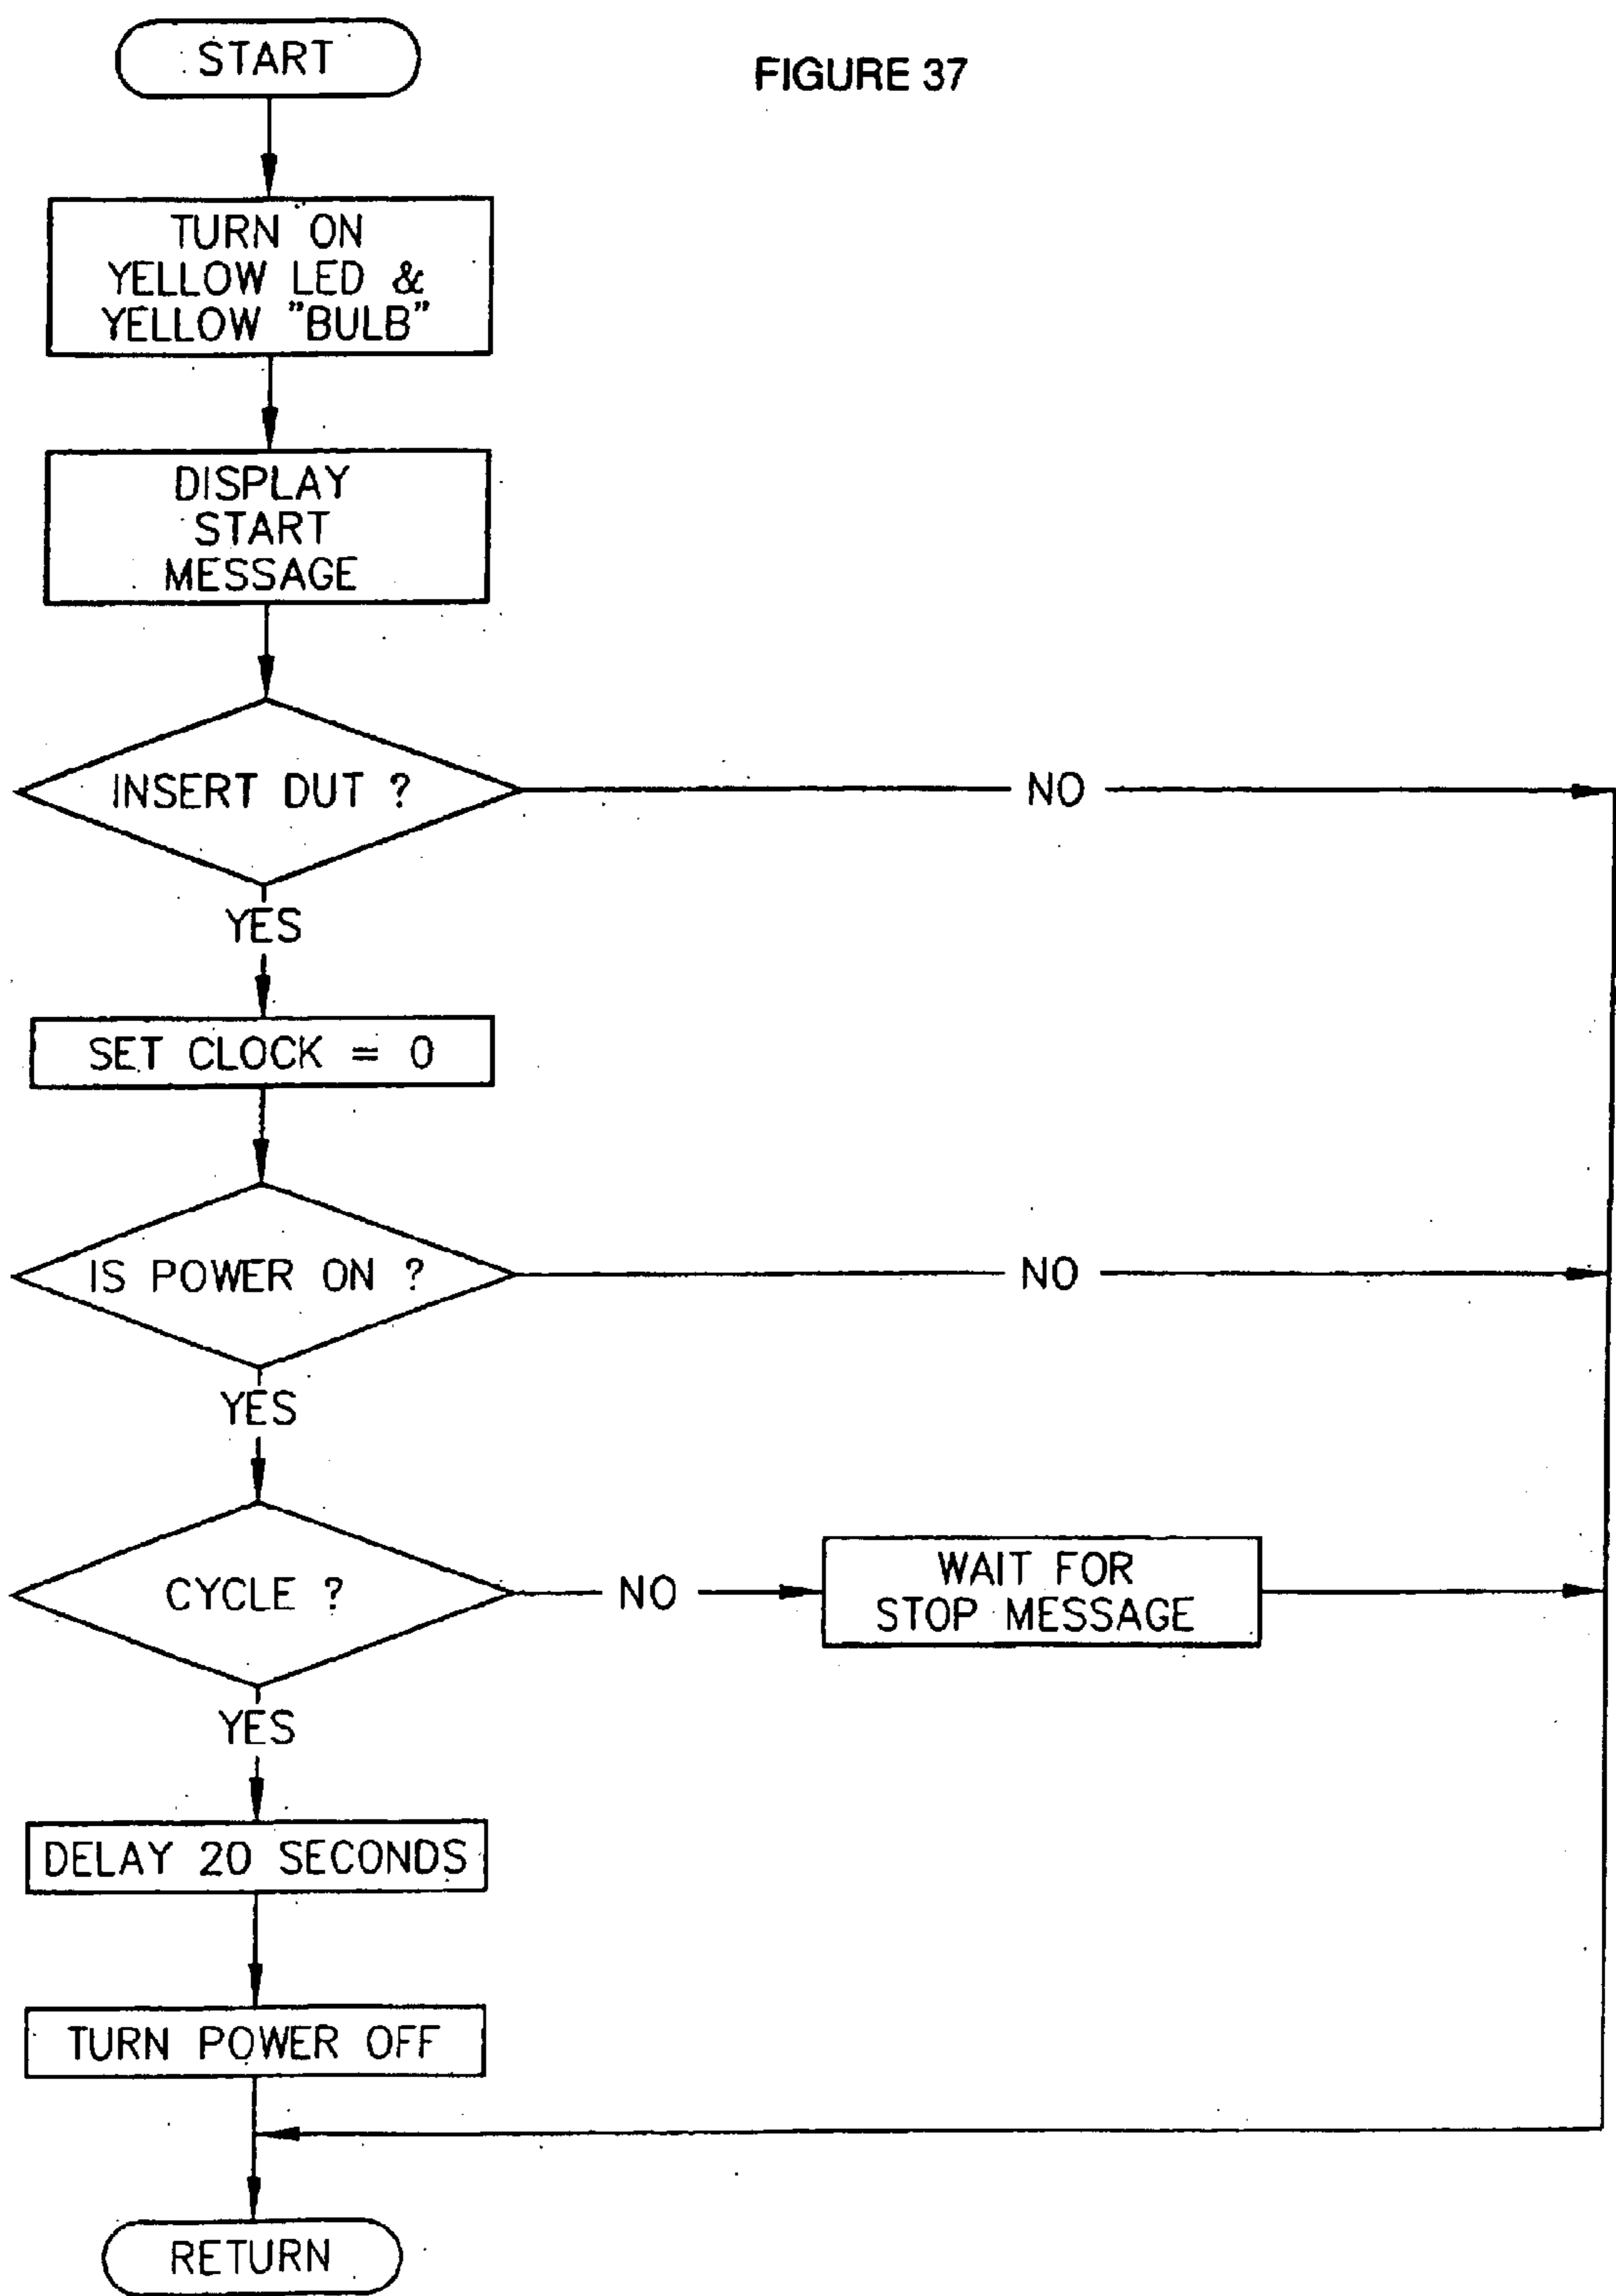 START
FIGURE 37
TURN ON
YELLOW LED &
YELLOW "BULB"
DISPLAY
START
MESSAGE
INSERT DUT ?
NO
YES
SET CLOCK = 0
IS POWER ON ?
NO
YES
CYCLE ?
NO
WAIT FOR
STOP MESSAGE
YES
DELAY 20 SECONDS
TURN POWER OFF
RETURN